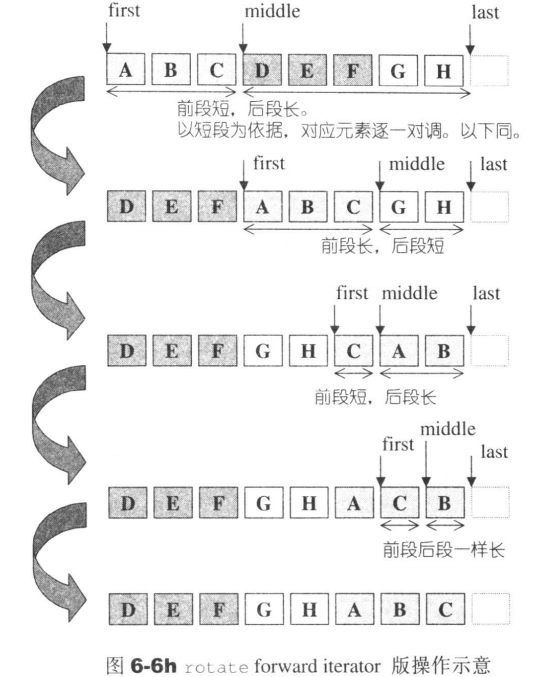 first middle last
A B C D E F G H
前段短，后段长。
以短段为依据，对应元素逐一对调。以下同。
first middle last
D E F A B C G H
前段长，后段短
first middle last
D E F G H C A B
前段短，后段长
first middle last
D E F G H A C B
前段后段一样长
D E F G H A B C
图 6-6h rotate forward iterator 版操作示意